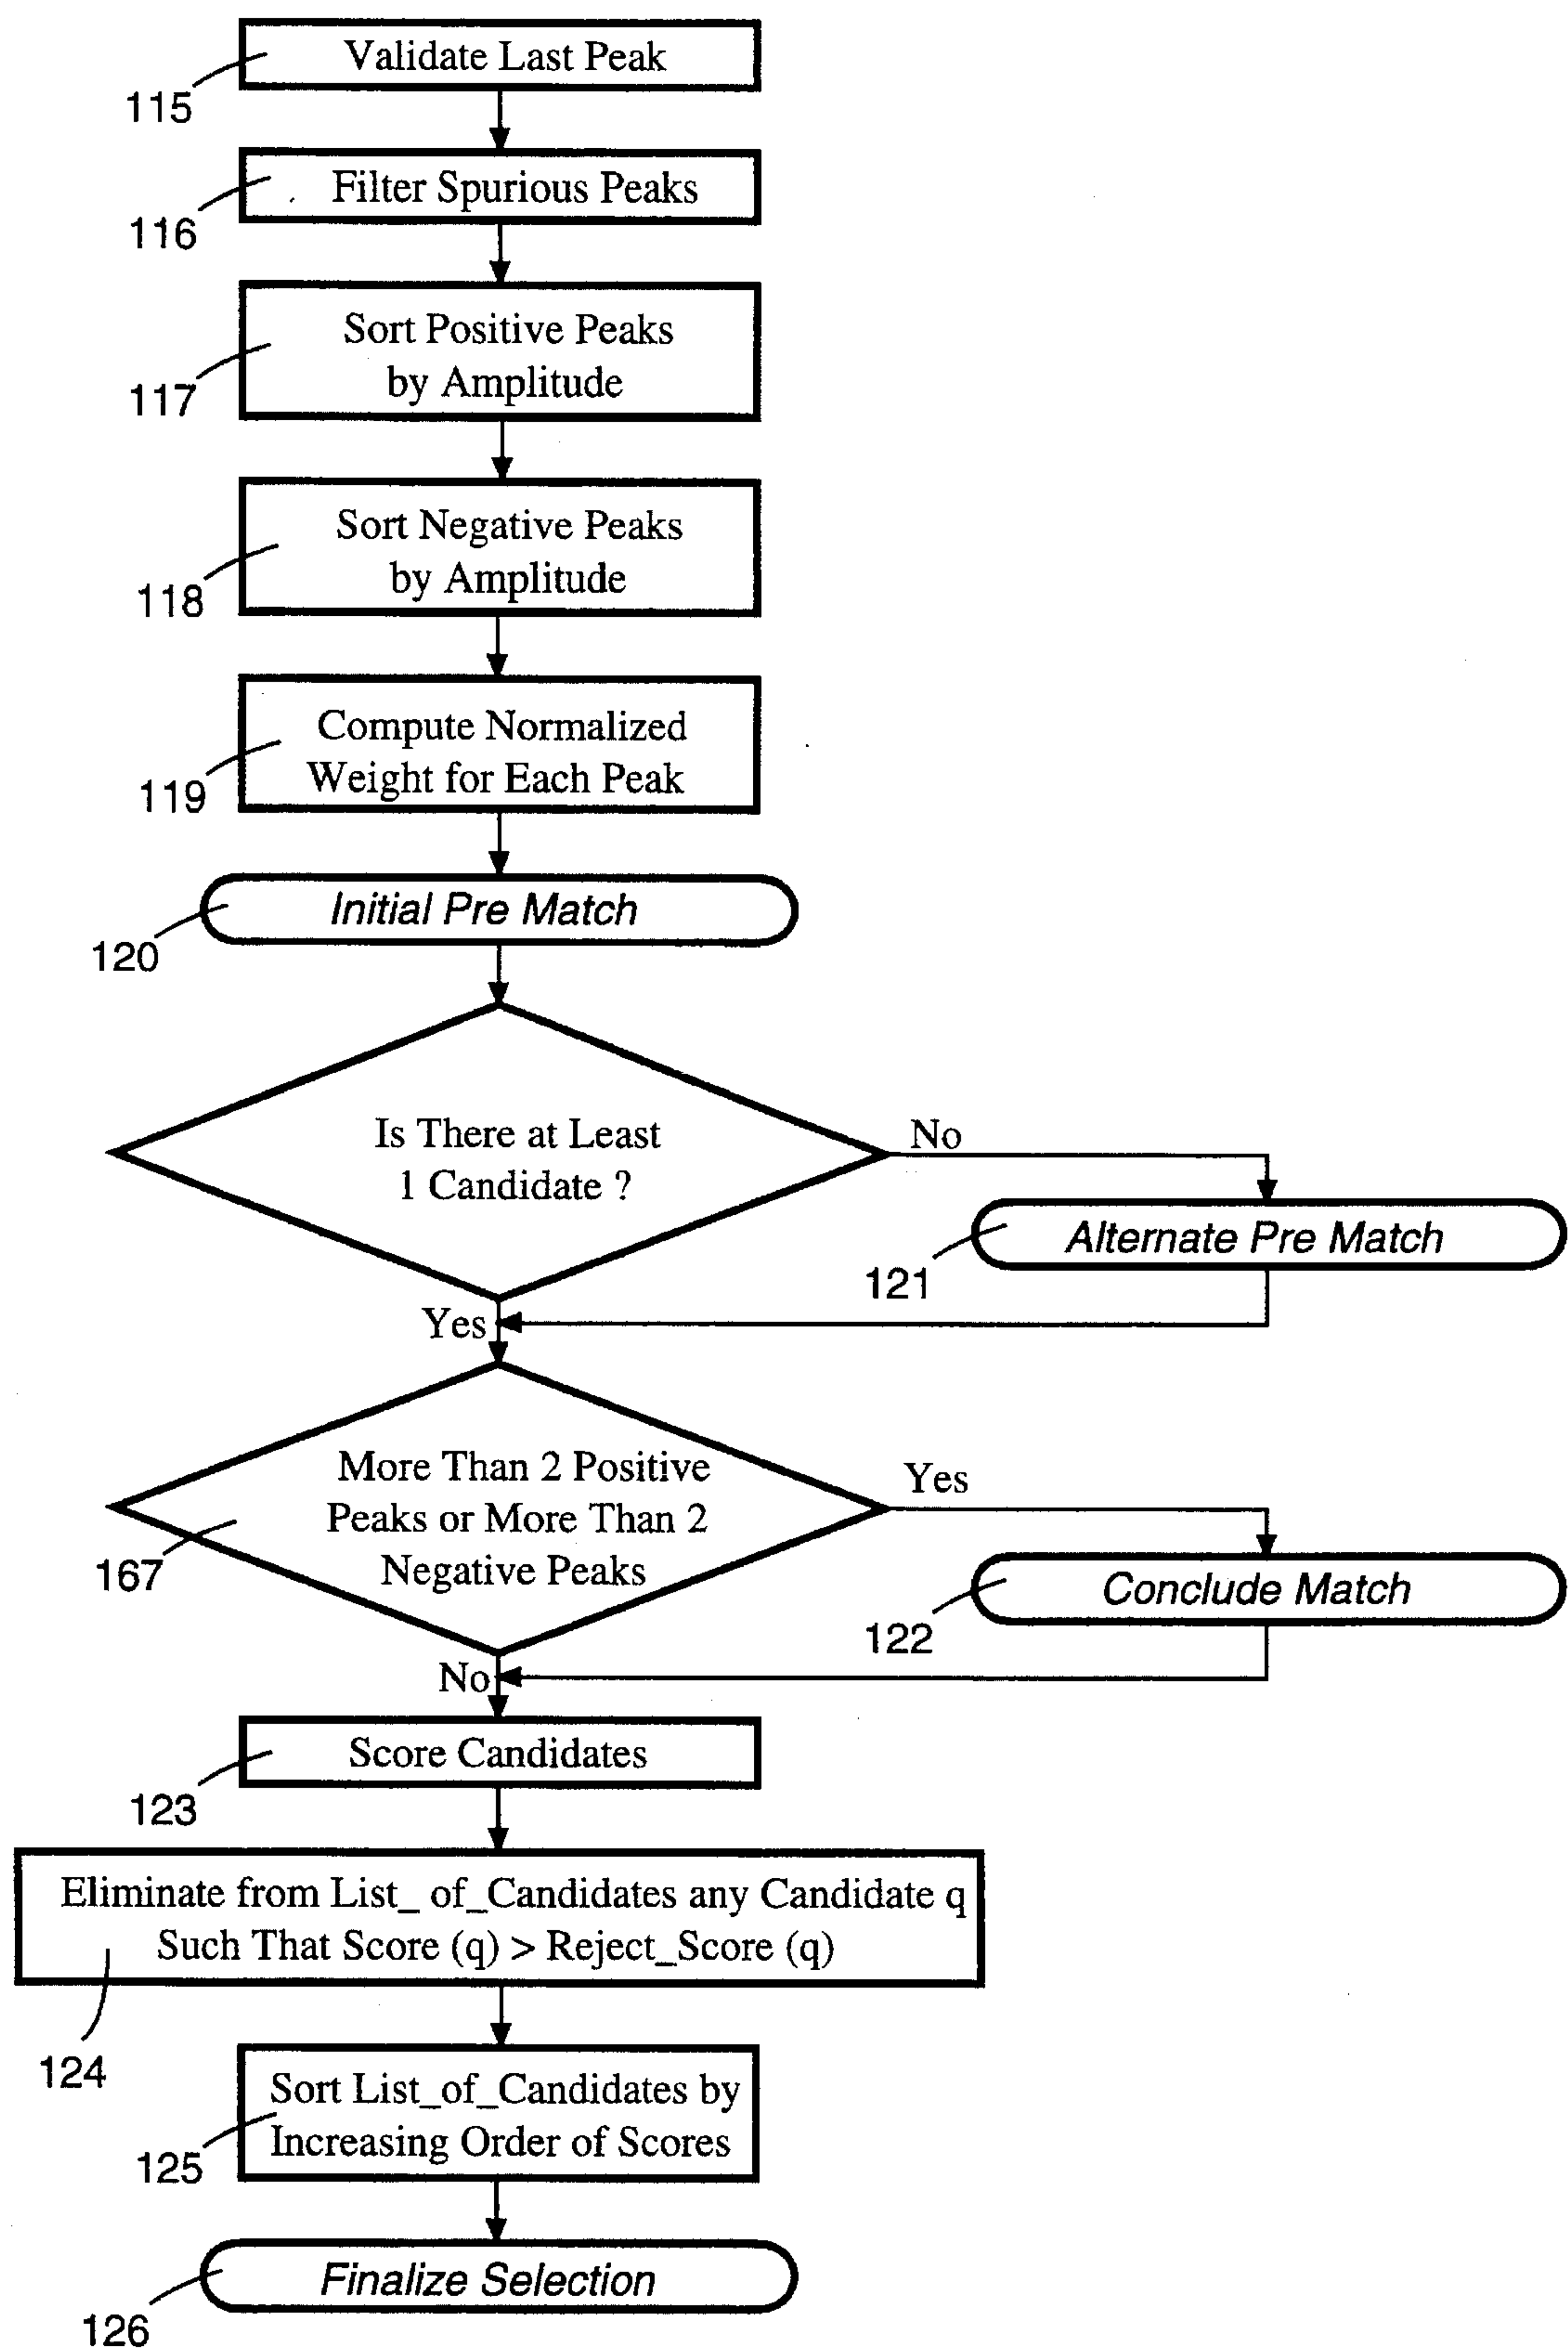 Validate Last Peak
115
Filter Spurious Peaks
116
Sort Positive Peaks
by Amplitude
117
Sort Negative Peaks
by Amplitude
118
Compute Normalized
Weight for Each Peak
119
Initial Pre Match
120
Is There at Least
1 Candidate ?
No
Alternate Pre Match
121
Yes
More Than 2 Positive
Peaks or More Than 2
Negative Peaks
Yes
167
Conclude Match
122
No
Score Candidates
123
Eliminate from List_ of_Candidates any Candidate q
Such That Score (q) > Reject_Score (q)
124
Sort List_of_Candidates by
Increasing Order of Scores
125
Finalize Selection
126